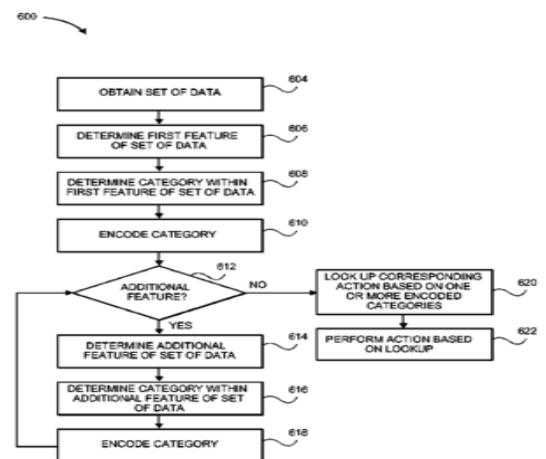 600
OBTAIN SET OF DATA
604
DETERMINE FIRST FEATURE
OF SET OF DATA
606
DETERMINE CATEGORY WITHIN
FIRST FEATURE OF SET OF DATA
608
ENCODE CATEGORY
610
612
ADDITIONAL
FEATURE?
NO
YES
LOOK UP CORRESPONDING
ACTION BASED ON ONE
OR MORE ENCODED
CATEGORIES
620
PERFORM ACTION BASED
ON LOOKUP
622
DETERMINE ADDITIONAL
FEATURE OF SET OF DATA
614
DETERMINE CATEGORY WITHIN
ADDITIONAL FEATURE OF SET
OF DATA
616
ENCODE CATEGORY
618